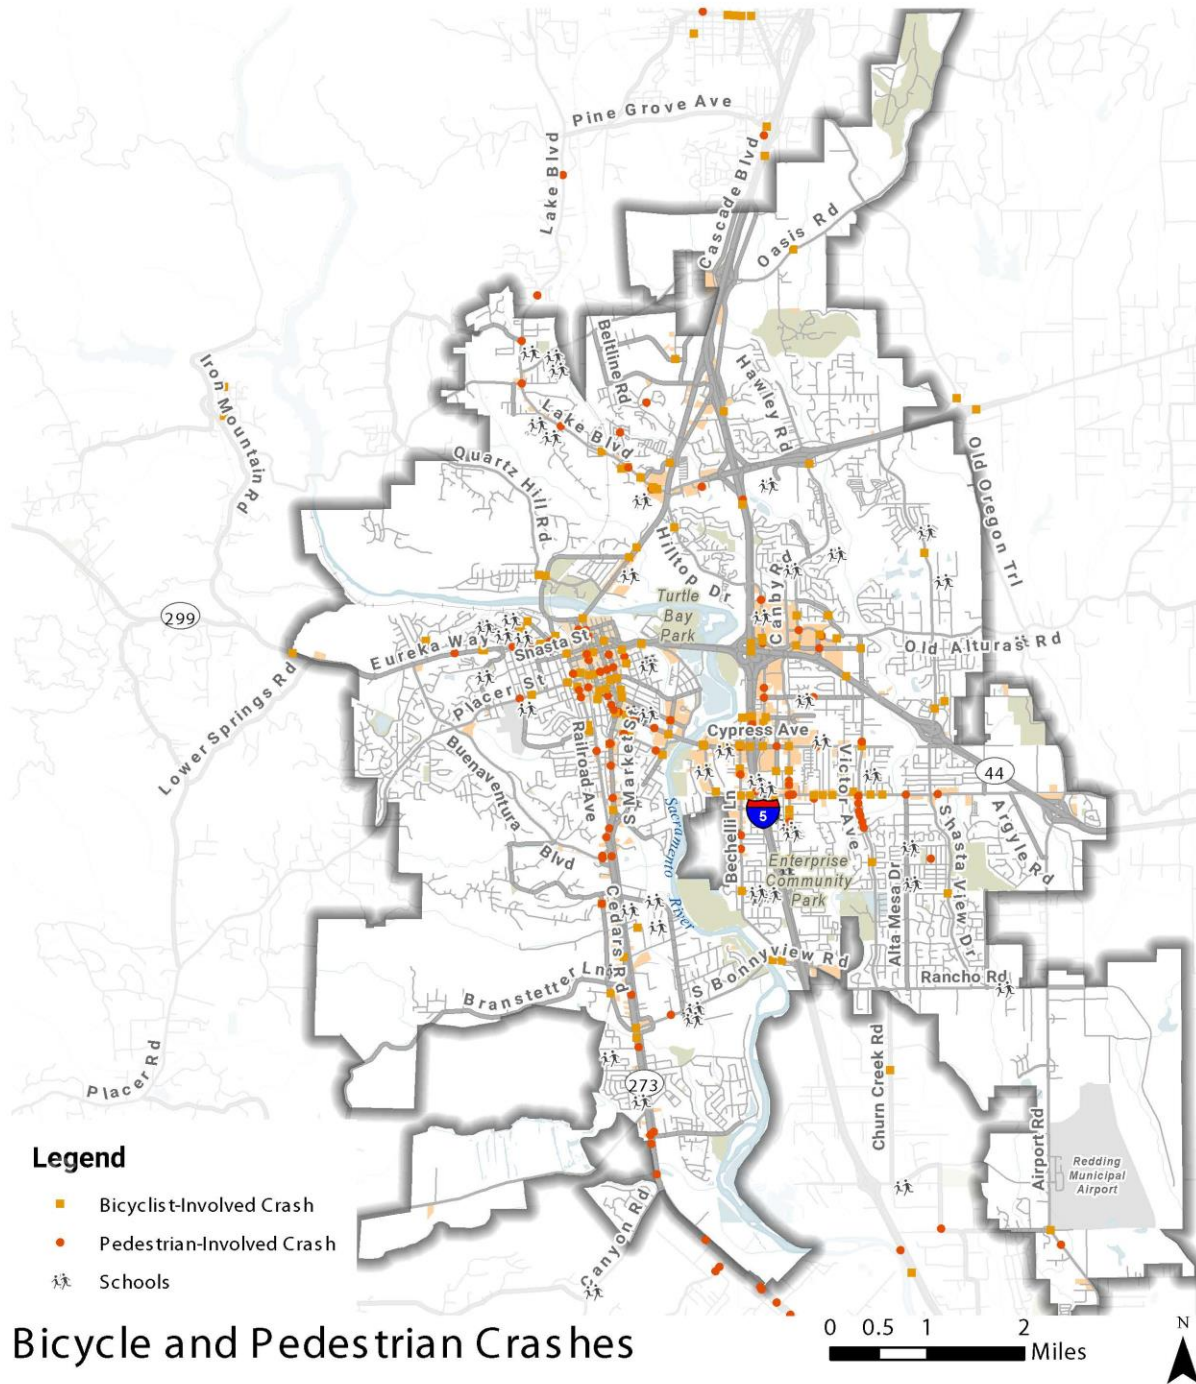 Pine Grove Ave
Lake Blvd
Cascade Blvd
Oasis Rd
Iron Mountain Rd
Beltline Rd
Hawley Rd
Lake Blvd
Quartz Hill Rd
Old Oregon Trl
Hilltop Dr
Canby Rd
Turtle
Bay
Park
299
Eureka Way
Shasta St
Old Alturas Rd
Lower Springs Rd
Placer St
Railroad Ave
S Market St
Cypress Ave
Buenaventura
Blvd
Victor Ave
44
Sacramento
River
Bechelli Ln
5
Shasta View Dr
Argyle Rd
Enterprise
Community
Park
Alta Mesa Dr
Cedars Rd
S Bonnyview Rd
Rancho Rd
Branstetter Ln
Placer Rd
273
Churn Creek Rd
Airport Rd
Redding
Municipal
Airport
Canyon Rd
Legend
Bicyclist-Involved Crash
Pedestrian-Involved Crash
Schools
Bicycle and Pedestrian Crashes
0 0.5 1 2
Miles
N